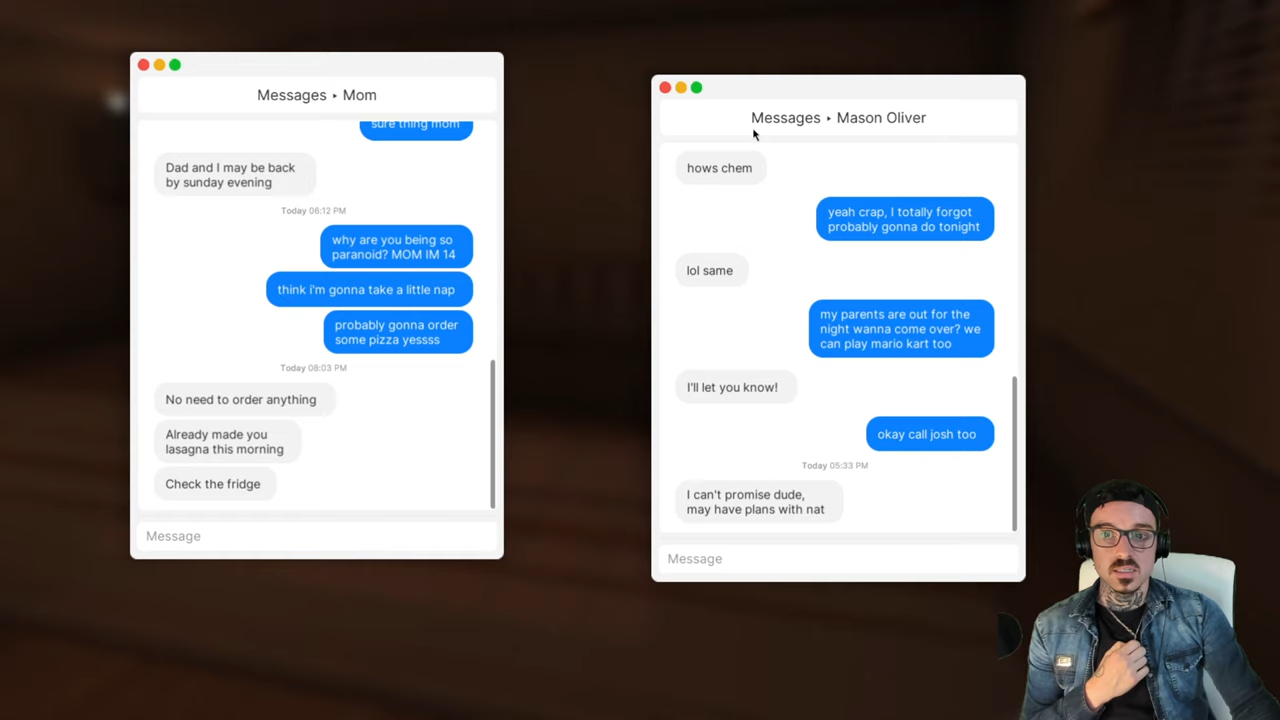 Messages ‣ Mom
sure thing mom
Dad and I may be back
by sunday evening
Today 06:12 PM
why are you being so
paranoid? MOM IM 14
think i'm gonna take a little nap
probably gonna order
some pizza yessss
Today 08:03 PM
No need to order anything
Already made you
lasagna this morning
Check the fridge
Message
Messages ‣ Mason Oliver
hows chem
yeah crap, I totally forgot
probably gonna do tonight
lol same
my parents are out for the
night wanna come over? we
can play mario kart too
I'll let you know!
okay call josh too
Today 05:33 PM
I can't promise dude,
may have plans with nat
Message